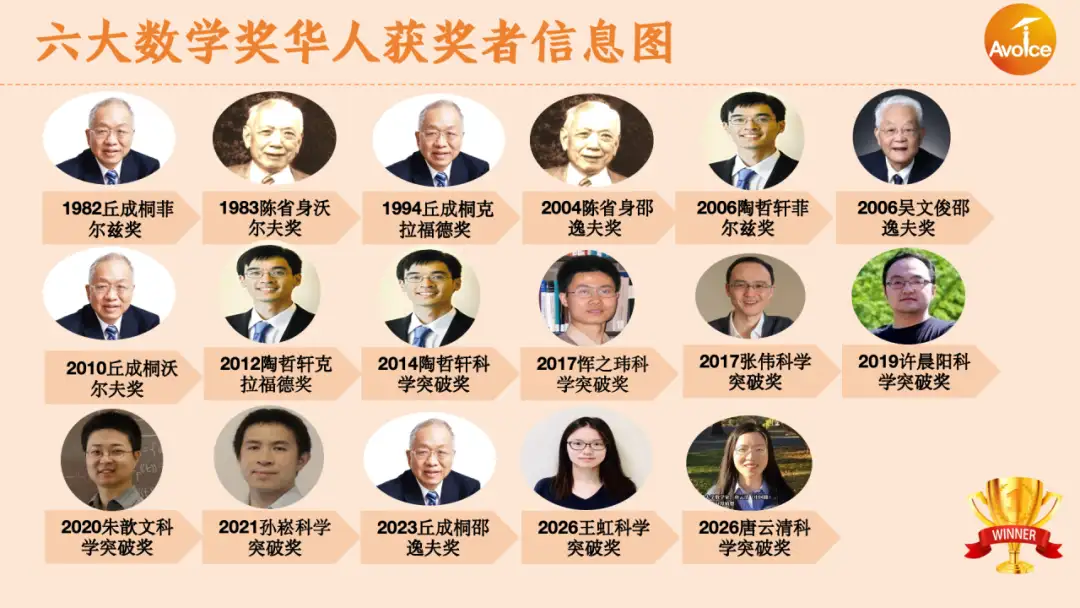 六大数学奖华人获奖者信息图
Avoice
1982丘成桐菲
尔兹奖
1983陈省身沃
尔夫奖
1994丘成桐克
拉福德奖
2004陈省身邵
逸夫奖
2006陶哲轩菲
尔兹奖
2006吴文俊邵
逸夫奖
2010丘成桐沃
尔夫奖
2012陶哲轩克
拉福德奖
2014陶哲轩科
学突破奖
2017恽之玮科
学突破奖
2017张伟科学
突破奖
2019许晨阳科
学突破奖
2020朱歆文科
学突破奖
2021孙崧科学
突破奖
2023丘成桐邵
逸夫奖
2026王虹科学
突破奖
2026唐云清科
学突破奖
WINNER